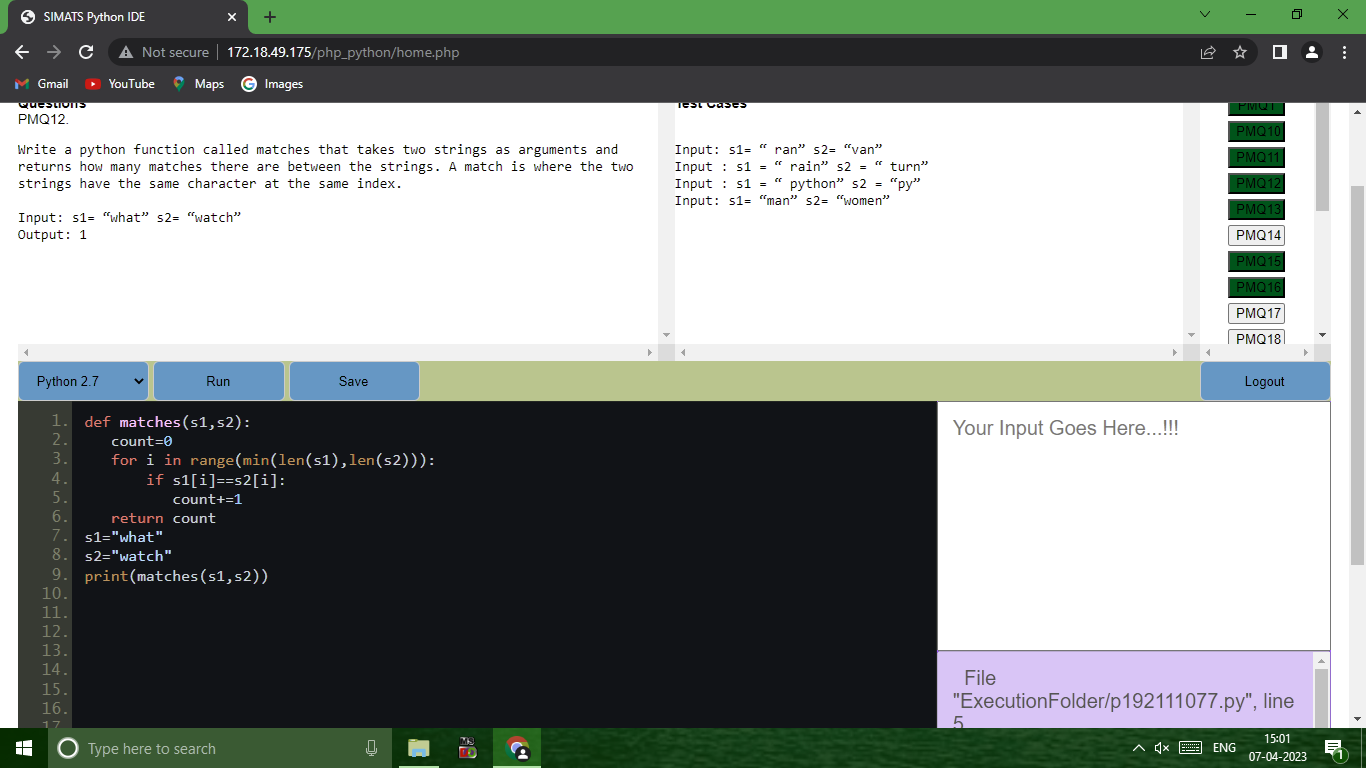 SIMATS Python IDE
Not secure 172.18.49.175/php_python/home.php
Gmail YouTube Maps Images
Questions
PMQ12.
Write a python function called matches that takes two strings as arguments and
returns how many matches there are between the strings. A match is where the two
strings have the same character at the same index.
Input: s1= “what” s2= “watch”
Output: 1
Test Cases
Input: s1= “ ran” s2= “van”
Input : s1 = “ rain” s2 = “ turn”
Input : s1 = “ python” s2 = “py”
Input: s1= “man” s2= “women”
PMQ1
PMQ10
PMQ11
PMQ12
PMQ13
PMQ14
PMQ15
PMQ16
PMQ17
PMQ18
Python 2.7 Run Save Logout
1. def matches(s1,s2):
2. count=0
3. for i in range(min(len(s1),len(s2))):
4. if s1[i]==s2[i]:
5. count+=1
6. return count
7. s1="what"
8. s2="watch"
9. print(matches(s1,s2))
10.
11.
12.
13.
14.
15.
16.
17.
Your Input Goes Here...!!!
File
"ExecutionFolder/p192111077.py", line
5
Type here to search
ENG
15:01
07-04-2023
1